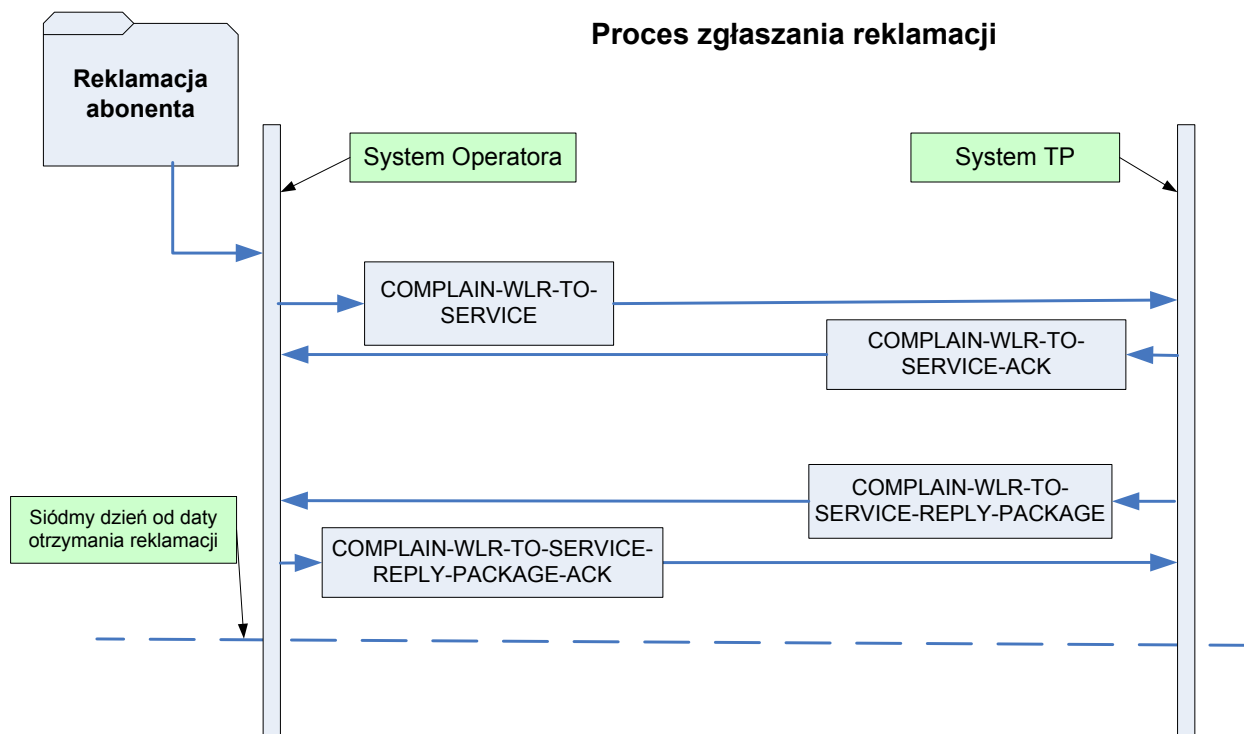 Proces zgłaszania reklamacji
Reklamacja
abonenta
System Operatora
System TP
COMPLAIN-WLR-TO-
SERVICE
COMPLAIN-WLR-TO-
SERVICE-ACK
COMPLAIN-WLR-TO-
SERVICE-REPLY-PACKAGE
Siódmy dzień od daty
otrzymania reklamacji
COMPLAIN-WLR-TO-SERVICE-
REPLY-PACKAGE-ACK